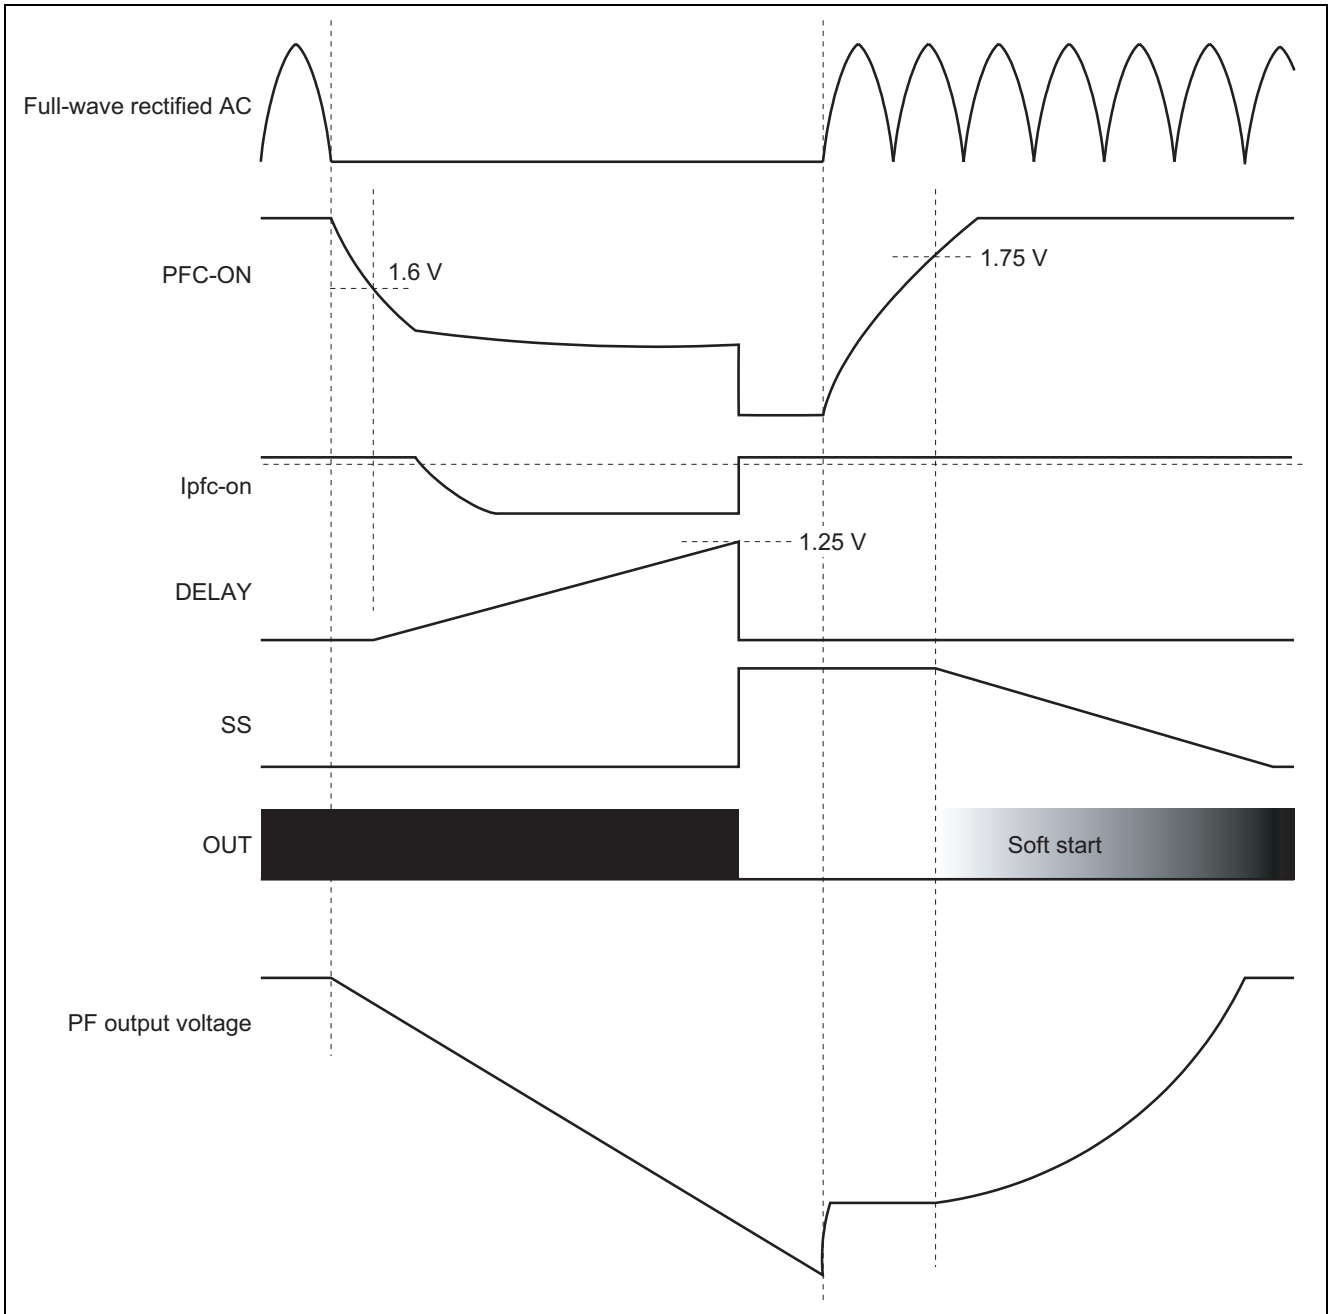 Full-wave rectified AC
PFC-ON
1.6 V
1.75 V
Ipfc-on
DELAY
1.25 V
SS
OUT
Soft start
PF output voltage